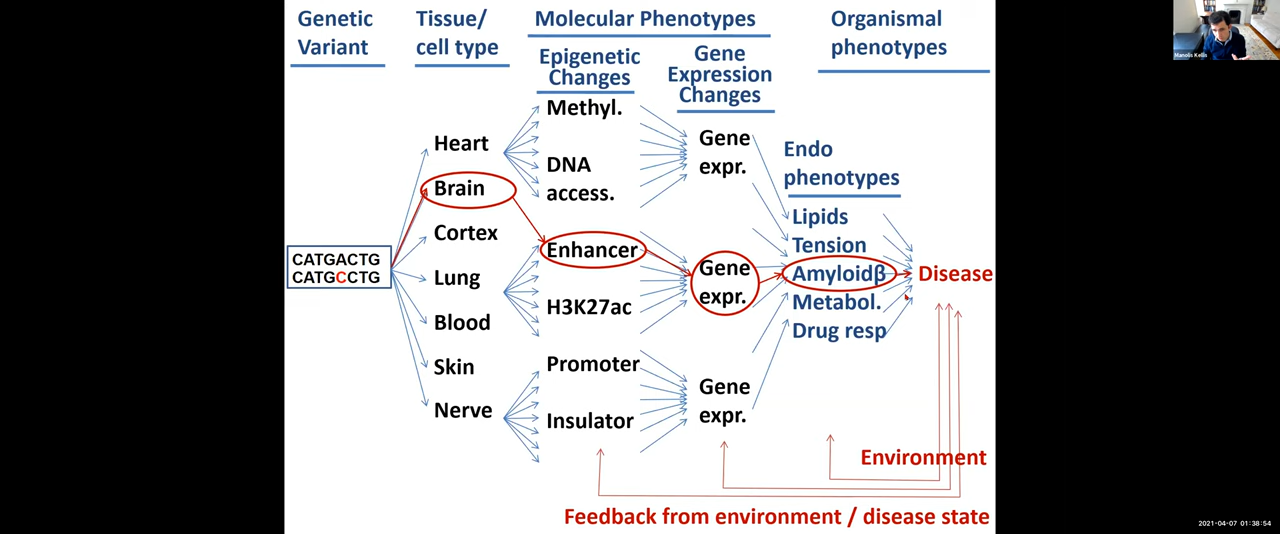 Genetic
Variant
Tissue/
cell type
Molecular Phenotypes
Organismal
phenotypes
Epigenetic
Changes
Gene
Expression
Changes
Methyl.
DNA
access.
Enhancer
H3K27ac
Promoter
Insulator
Heart
Brain
Cortex
Lung
Blood
Skin
Nerve
CATGACTG
CATGCCTG
Gene
expr.
Gene
expr.
Gene
expr.
Endo
phenotypes
Lipids
Tension
Amyloidβ
Metabol.
Drug resp
Disease
Environment
Feedback from environment / disease state
Manolis Kellis
2021-04-07 01:38:54